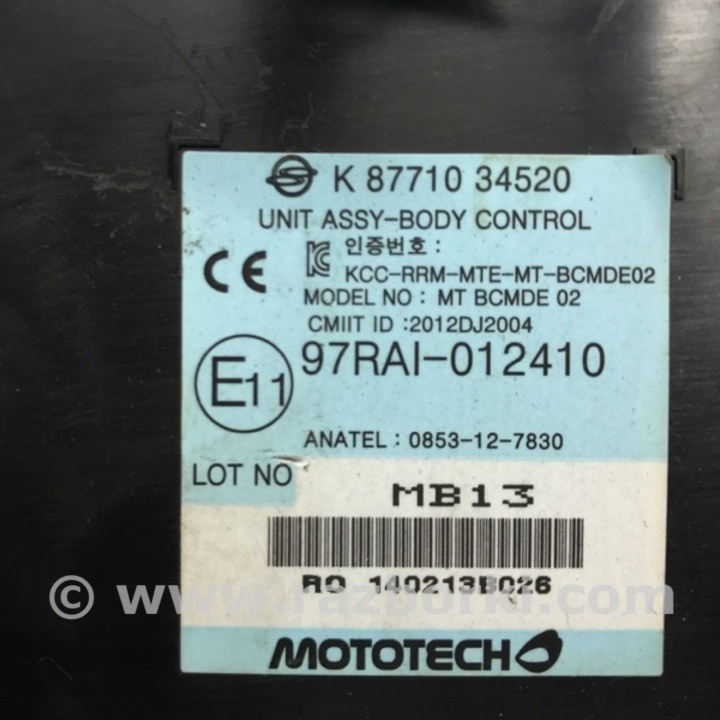 K 87710 34520
UNIT ASSY-BODY CONTROL
인증번호 :
KCC-RRM-MTE-MT-BCMDE02
MODEL NO : MT BCMDE 02
CMIIT ID :2012DJ2004
CE
E11
97RAI-012410
ANATEL : 0853-12-7830
LOT NO
MB13
RO 140213B026
© www.razborki.com
MOTOTECH